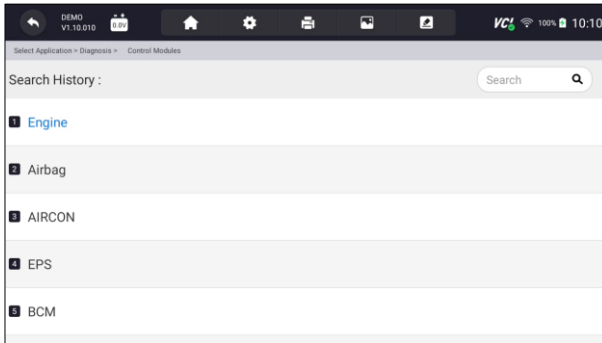 DEMO
V1.10.010
0.0V
VC!
100%
10:10
Select Application > Diagnosis > Control Modules
Search History :
Search
1 Engine
2 Airbag
3 AIRCON
4 EPS
5 BCM